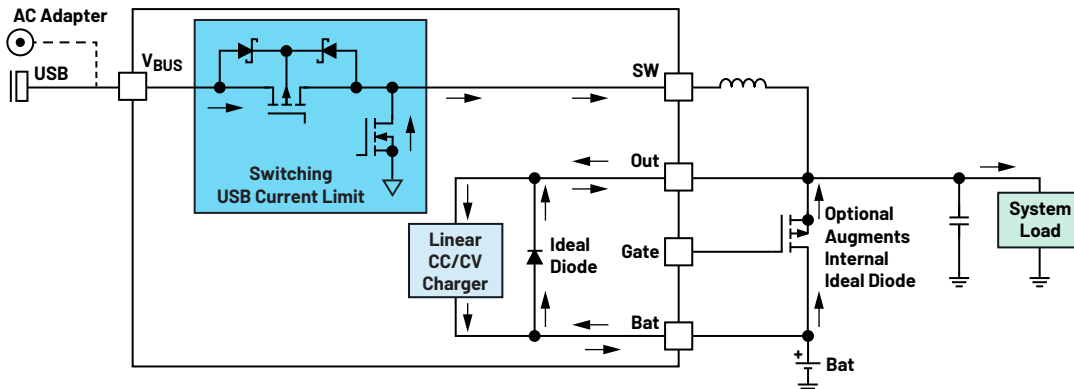 AC Adapter
USB
VBUS
SW
Switching
USB Current Limit
Out
Linear
CC/CV
Charger
Ideal
Diode
Gate
Optional
Augments
Internal
Ideal Diode
System
Load
Bat
+
Bat